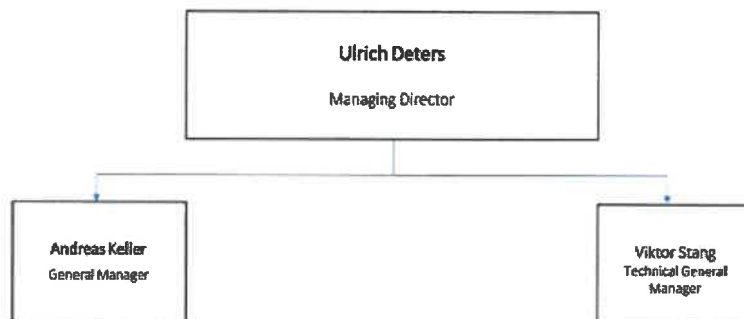 Ulrich Deters
Managing Director
Andreas Keller
General Manager
Viktor Stang
Technical General
Manager